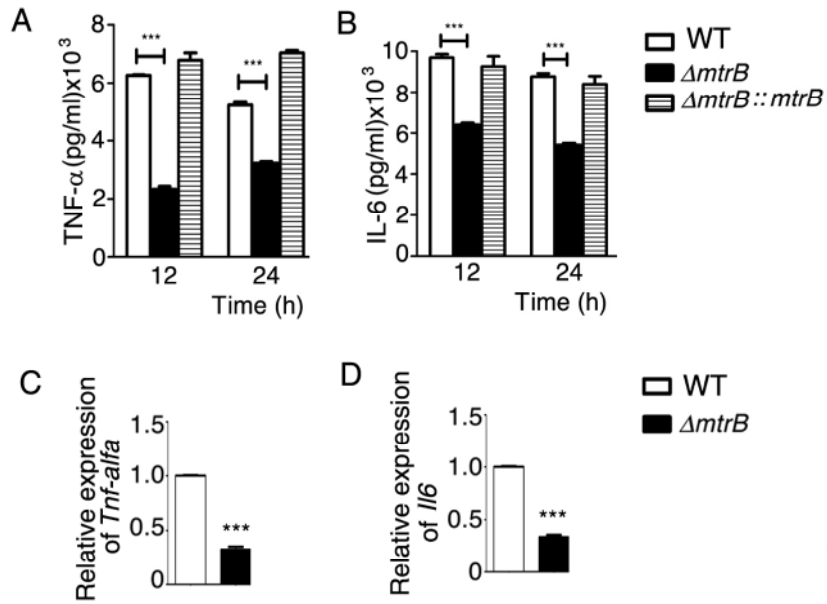 A
TNF-α (pg/ml)x10³
8
6
4
2
0
***
***
12
24
Time (h)
B
IL-6 (pg/ml)x10³
10
8
6
4
2
0
***
***
12
24
Time (h)
WT
ΔmtrB
ΔmtrB::mtrB
C
Relative expression
of Tnf-alfa
1.5
1.0
0.5
0
***
D
Relative expression
of Il6
1.5
1.0
0.5
0
***
WT
ΔmtrB